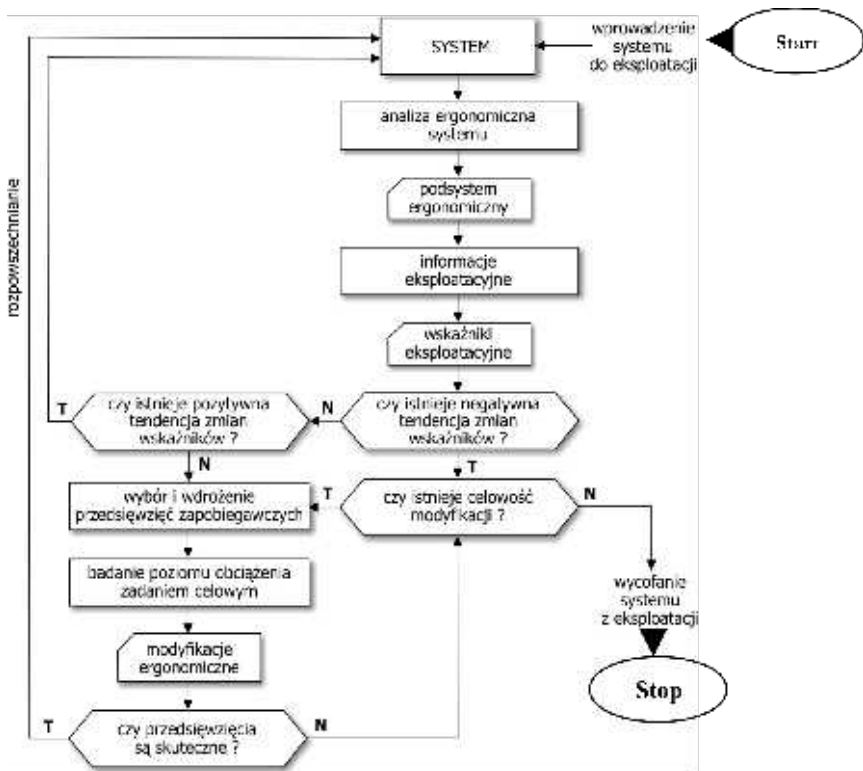 SYSTEM
wprowadzenie
systemu
do eksploatacji
Start
analiza ergonomiczna
systemu
podsystem
ergonomiczny
informacje
eksploatacyjne
wskaźniki
eksploatacyjne
rozpowszechnianie
T
czy istnieje pozytywna
tendencja zmian
wskaźników ?
N
czy istnieje negatywna
tendencja zmian
wskaźników ?
N
T
wybór i wdrożenie
przedsięwzięć zapobiegawczych
T
czy istnieje celowość
modyfikacji ?
N
badanie poziomu obciążenia
zadaniem celowym
wycofanie
systemu
z eksploatacji
modyfikacje
ergonomiczne
Stop
T
czy przedsięwzięcia
są skuteczne ?
N